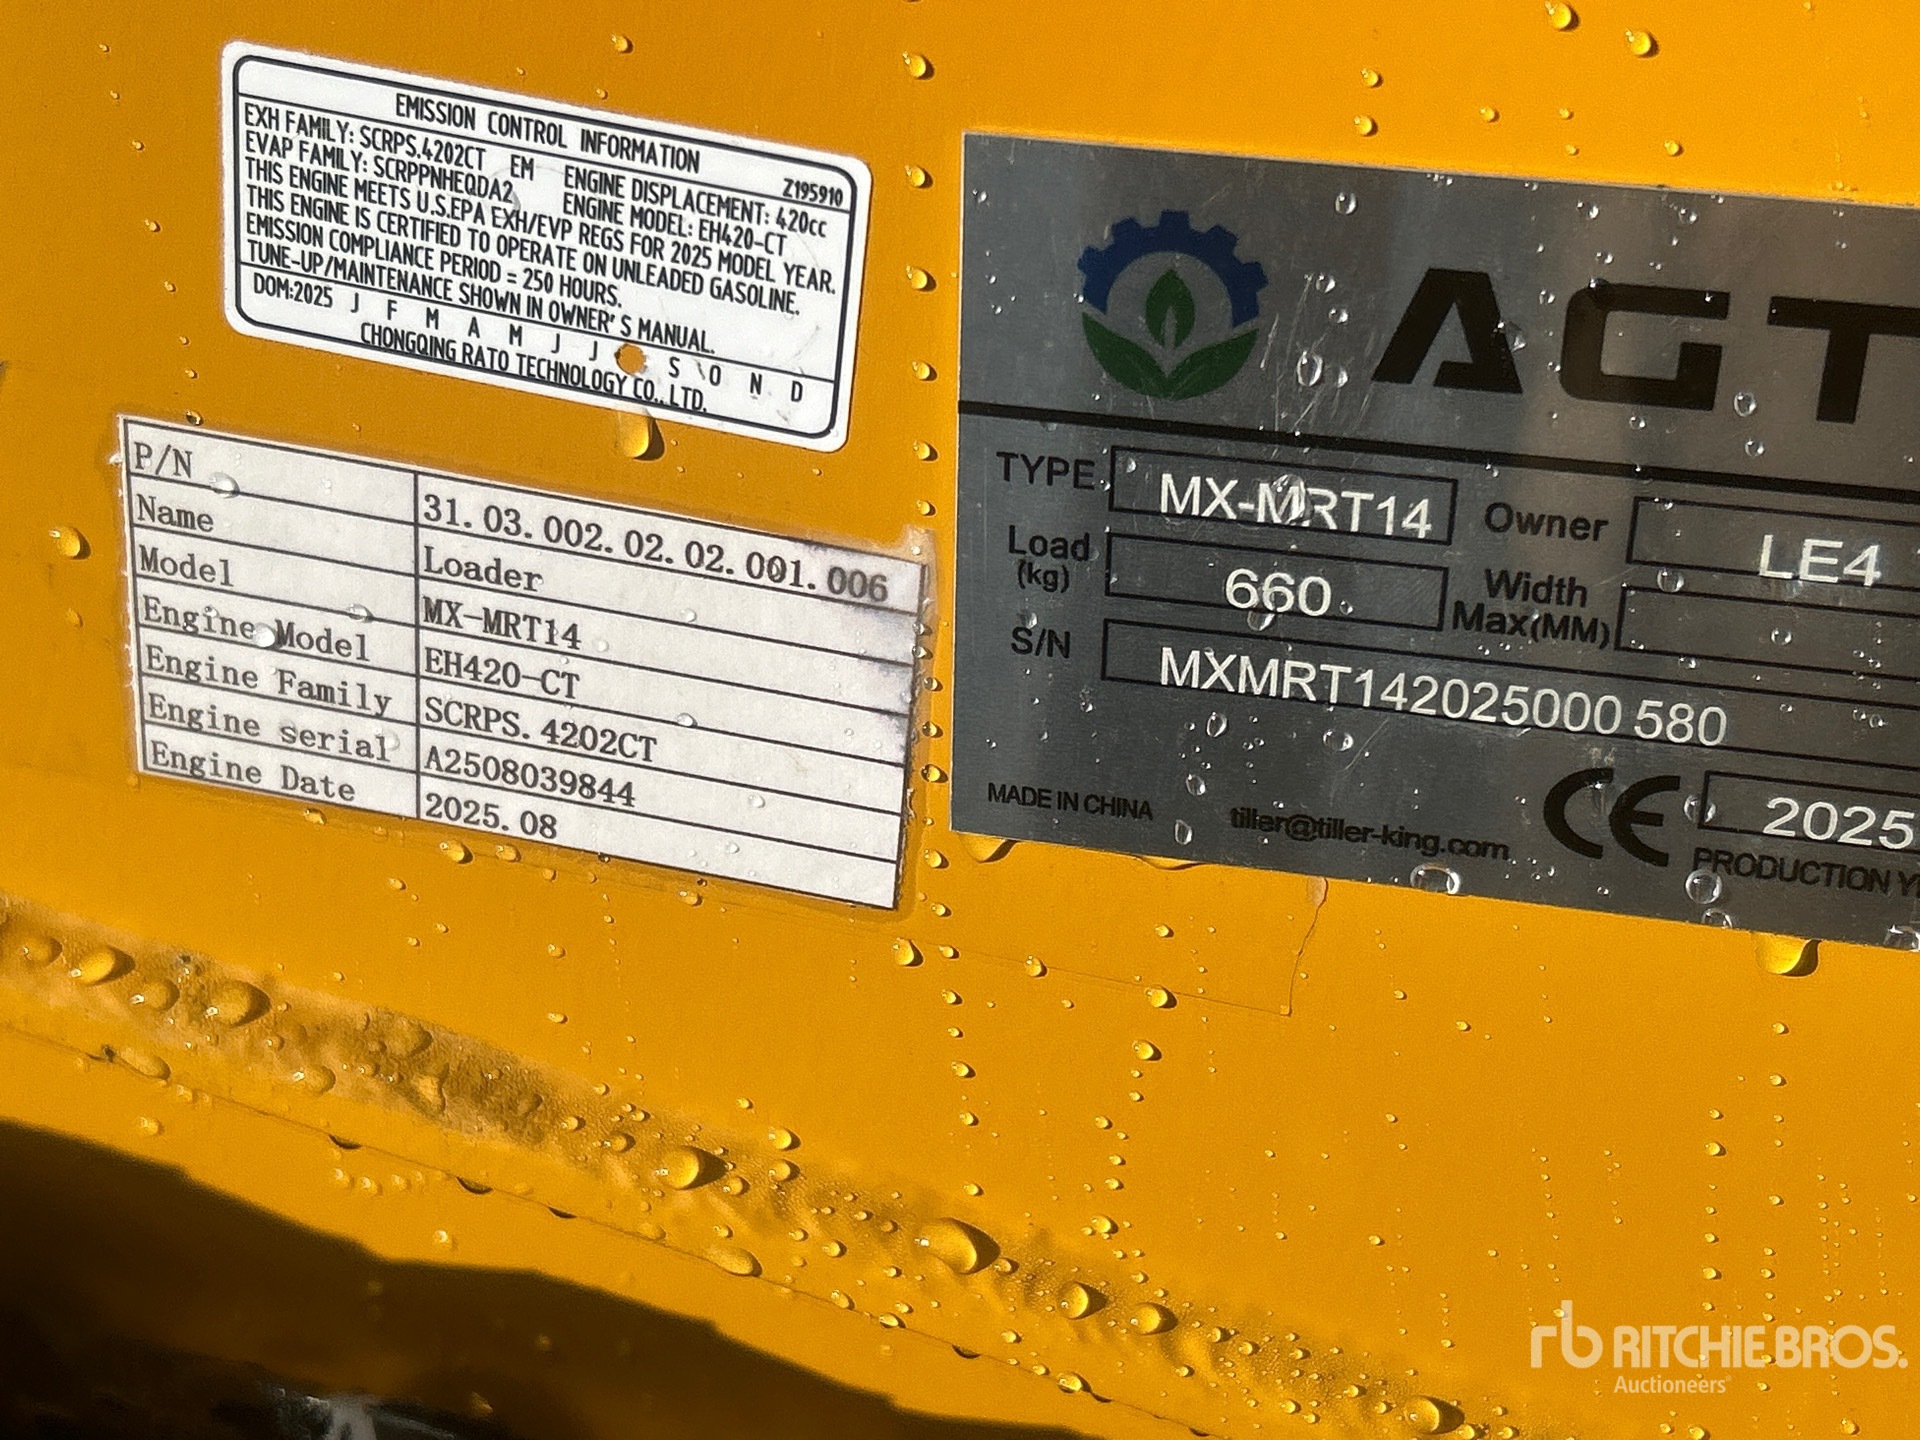 EMISSION CONTROL INFORMATION
Z195910
EXH FAMILY: SCRPS.4202CT EM ENGINE DISPLACEMENT: 420cc
EVAP FAMILY: SCRPPNHEQDA2 ENGINE MODEL: EH420-CT
THIS ENGINE MEETS U.S.EPA EXH/EVP REGS FOR 2025 MODEL YEAR.
THIS ENGINE IS CERTIFIED TO OPERATE ON UNLEADED GASOLINE.
EMISSION COMPLIANCE PERIOD = 250 HOURS.
TUNE-UP/MAINTENANCE SHOWN IN OWNER'S MANUAL.
DOM:2025 J F M A M J J S O N D
CHONGQING RATO TECHNOLOGY CO., LTD.
P/N 31.03.002.02.02.001.006
Name Loader
Model MX-MRT14
Engine Model EH420-CT
Engine Family SCRPS.4202CT
Engine serial A2508039844
Engine Date 2025.08
AGT
TYPE MX-MRT14 Owner LE4
Load (kg) 660 Width Max(MM)
S/N MXMRT142025000580
MADE IN CHINA tiller@tiller-king.com CE 2025
PRODUCTION
rb RITCHIE BROS.
Auctioneers